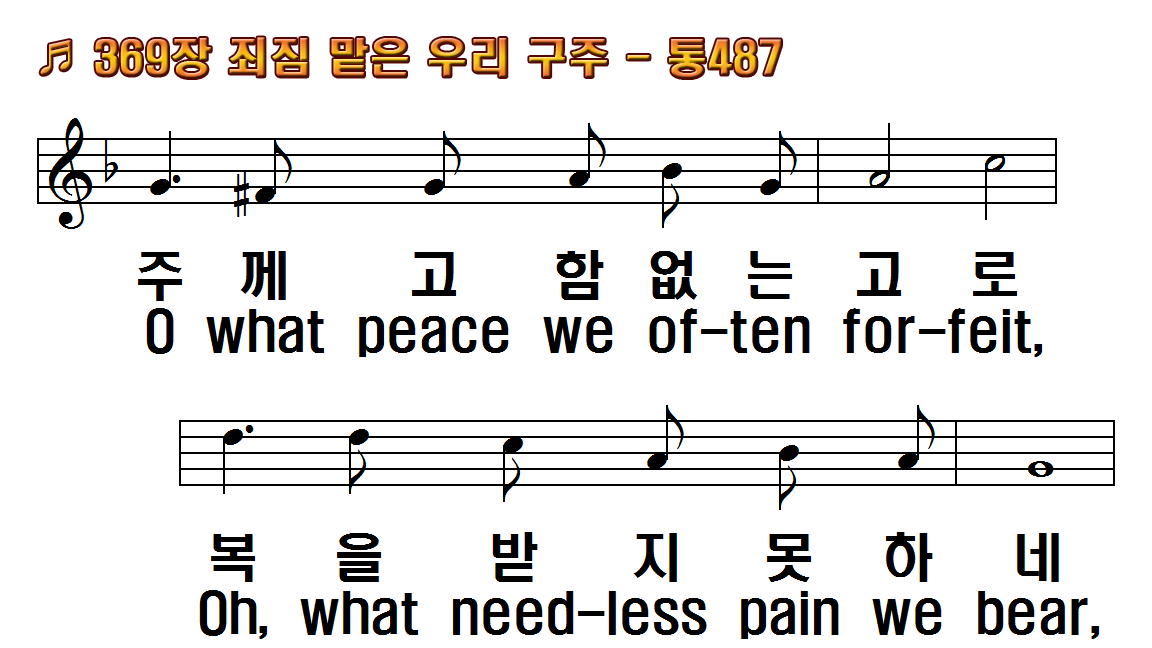 ♬ 369장 죄짐 맡은 우리 구주 - 통487
주 께 고 함 없 는 고 로
O what peace we of-ten for-feit,
복 을 받 지 못 하 네
Oh, what need-less pain we bear,